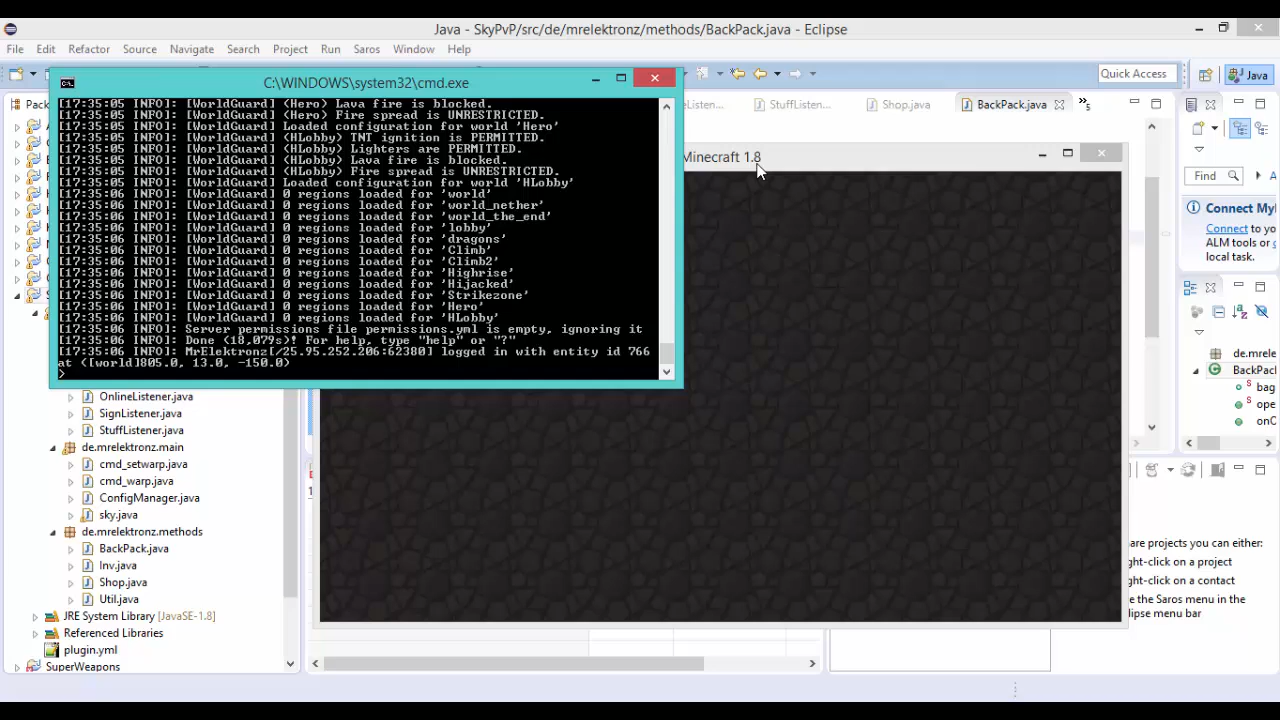 Java - SkyPvP/src/de/mrelektronz/methods/BackPack.java - Eclipse
File Edit Refactor Source Navigate Search Project Run Saros Window Help
Quick Access
Java
C:\WINDOWS\system32\cmd.exe
[17:35:05 INFO]: [WorldGuard] (Hero) Lava fire is blocked.
[17:35:05 INFO]: [WorldGuard] (Hero) Fire spread is UNRESTRICTED.
[17:35:05 INFO]: [WorldGuard] Loaded configuration for world 'Hero'
[17:35:06 INFO]: [WorldGuard] (HLobby) TNT ignition is PERMITTED.
[17:35:06 INFO]: [WorldGuard] (HLobby) Lighters are PERMITTED.
[17:35:06 INFO]: [WorldGuard] (HLobby) Lava fire is blocked.
[17:35:06 INFO]: [WorldGuard] (HLobby) Fire spread is UNRESTRICTED.
[17:35:06 INFO]: [WorldGuard] Loaded configuration for world 'HLobby'
[17:35:06 INFO]: [WorldGuard] 0 regions loaded for 'world'
[17:35:06 INFO]: [WorldGuard] 0 regions loaded for 'world_nether'
[17:35:06 INFO]: [WorldGuard] 0 regions loaded for 'world_the_end'
[17:35:06 INFO]: [WorldGuard] 0 regions loaded for 'lobby'
[17:35:06 INFO]: [WorldGuard] 0 regions loaded for 'dragons'
[17:35:06 INFO]: [WorldGuard] 0 regions loaded for 'Climb'
[17:35:06 INFO]: [WorldGuard] 0 regions loaded for 'Climb2'
[17:35:06 INFO]: [WorldGuard] 0 regions loaded for 'Highrise'
[17:35:06 INFO]: [WorldGuard] 0 regions loaded for 'Hijacked'
[17:35:06 INFO]: [WorldGuard] 0 regions loaded for 'Strikezone'
[17:35:06 INFO]: [WorldGuard] 0 regions loaded for 'Hero'
[17:35:06 INFO]: [WorldGuard] 0 regions loaded for 'HLobby'
[17:35:06 INFO]: Server permissions file permissions.yml is empty, ignoring it
[17:35:06 INFO]: Done (18,079s)! For help, type "help" or "?"
[17:35:06 INFO]: MrElektronz[/25.95.252.206:62380] logged in with entity id 766
at ([world]805.0, 13.0, -150.0)
>
Pack
eListen...
StuffListen...
Shop.java
BackPack.java
»5
Minecraft 1.8
Find
A
Connect Myl
Connect to yo
ALM tools or c
local task.
de.mrele
BackPacl
bag
ope
onC
OnlineListener.java
SignListener.java
StuffListener.java
de.mrelektronz.main
cmd_setwarp.java
cmd_warp.java
ConfigManager.java
sky.java
de.mrelektronz.methods
BackPack.java
Inv.java
Shop.java
Util.java
JRE System Library [JavaSE-1.8]
Referenced Libraries
plugin.yml
SuperWeapons
are projects you can either:
ght-click on a project
ght-click on a contact
e the Saros menu in the
lipse menu bar